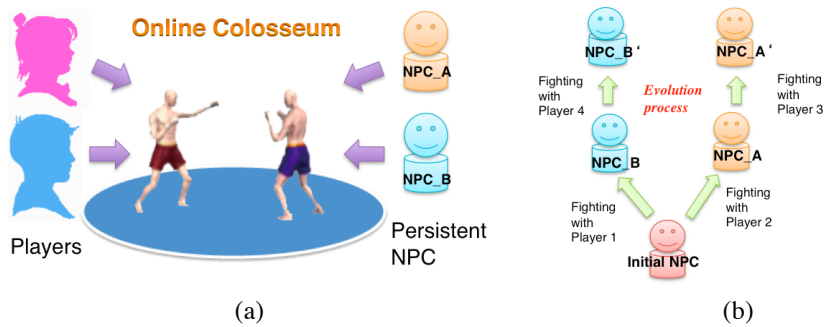 Online Colosseum
NPC_A
NPC_B
Players
Persistent
NPC
(a)
NPC_B‘
NPC_A‘
Fighting
with
Player 4
Evolution
process
Fighting
with
Player 3
NPC_B
NPC_A
Fighting
with
Player 1
Fighting
with
Player 2
Initial NPC
(b)